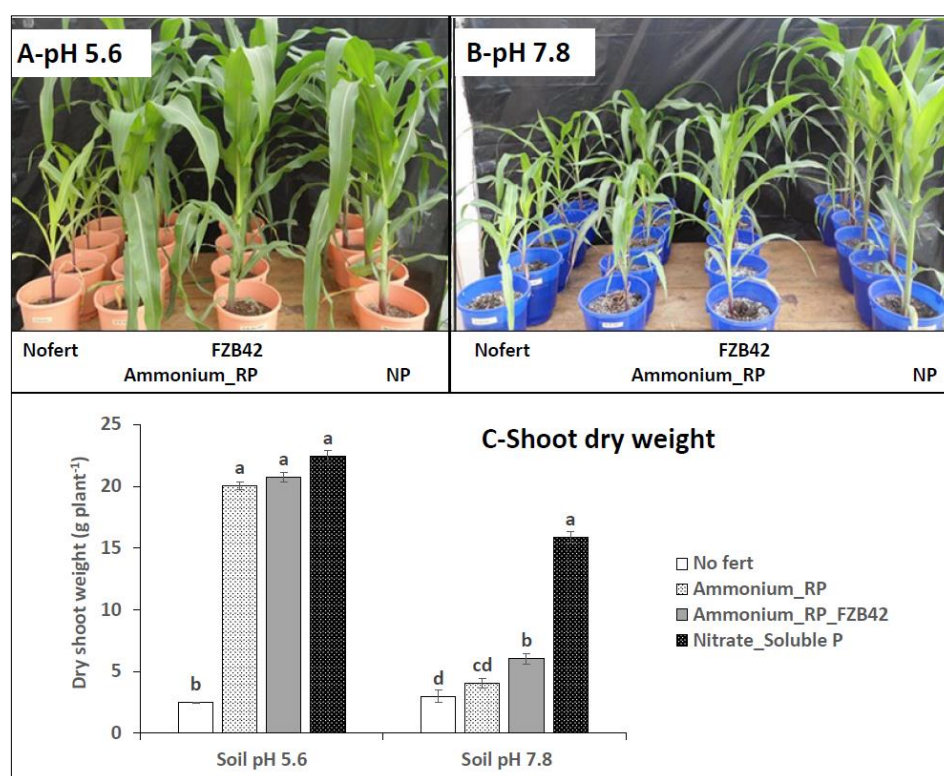 A-pH 5.6
B-pH 7.8
Nofert FZB42
Ammonium_RP NP
Nofert FZB42
Ammonium_RP NP
C-Shoot dry weight
Dry shoot weight (g plant-1)
25
20
15
10
5
0
b
a
a
a
d
cd
b
a
Soil pH 5.6
Soil pH 7.8
No fert
Ammonium_RP
Ammonium_RP_FZB42
Nitrate_Soluble P